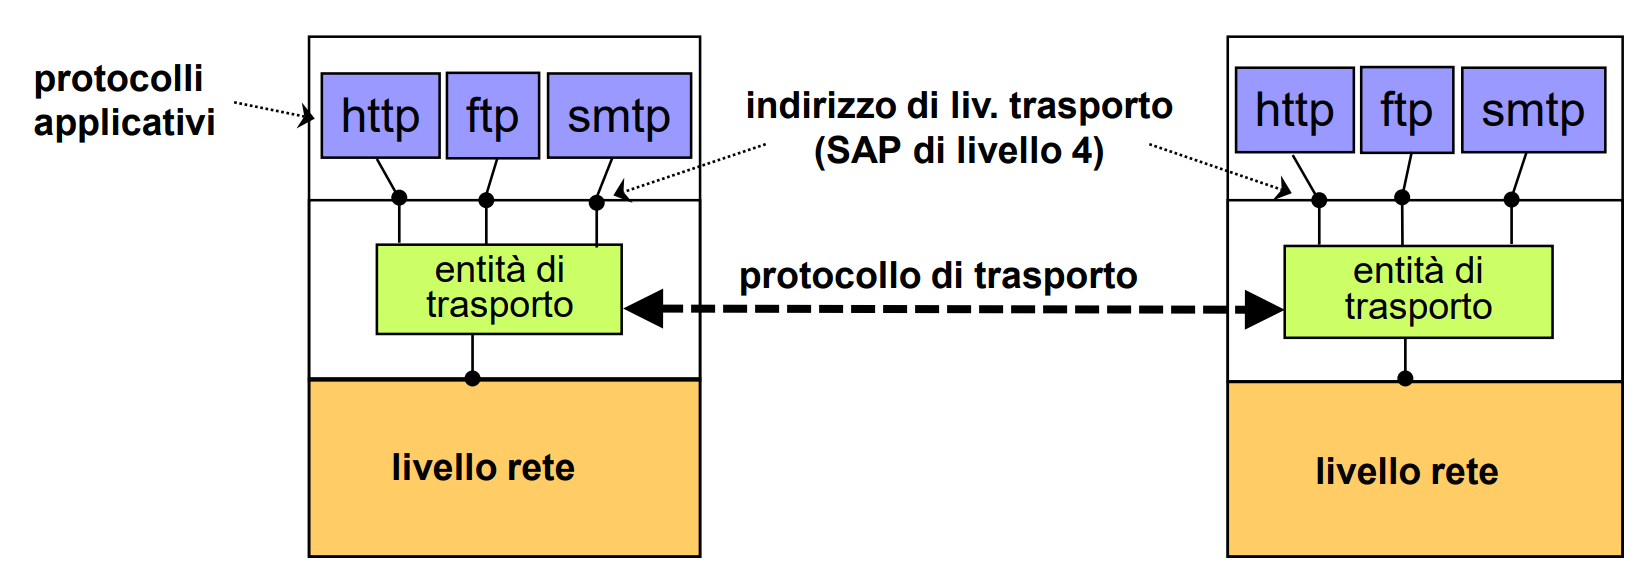 protocolli
applicativi
http ftp smtp
indirizzo di liv. trasporto
(SAP di livello 4)
http ftp smtp
entità di
trasporto
protocollo di trasporto
entità di
trasporto
livello rete
livello rete